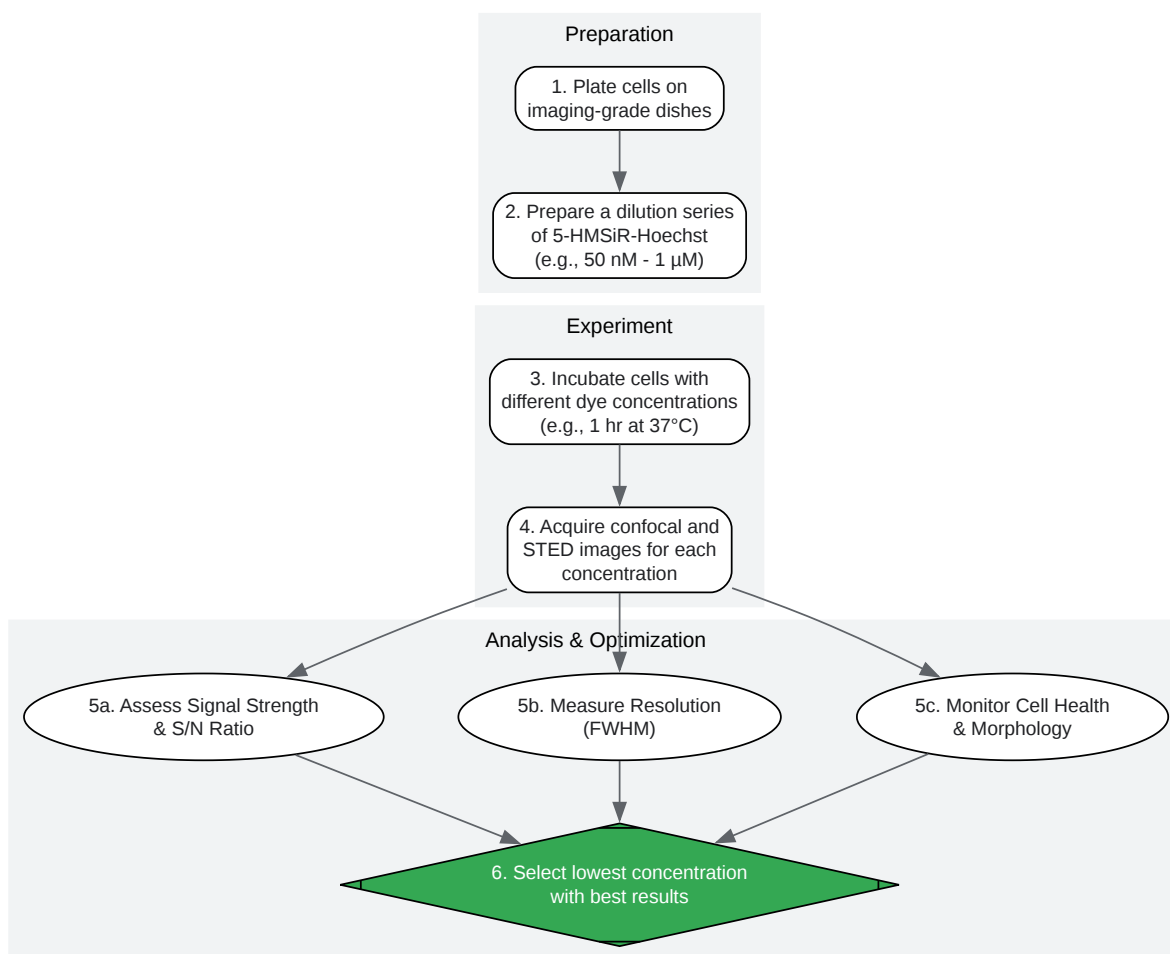 Preparation
1. Plate cells on
imaging-grade dishes
2. Prepare a dilution series
of 5-HMSiR-Hoechst
(e.g., 50 nM - 1 µM)
Experiment
3. Incubate cells with
different dye concentrations
(e.g., 1 hr at 37°C)
4. Acquire confocal and
STED images for each
concentration
Analysis & Optimization
5a. Assess Signal Strength
& S/N Ratio
5b. Measure Resolution
(FWHM)
5c. Monitor Cell Health
& Morphology
6. Select lowest concentration
with best results